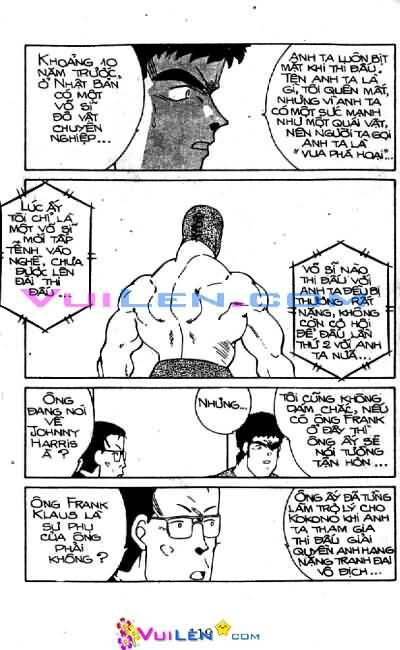 KHOẢNG 10
NĂM TRƯỚC,
Ở NHẬT BẢN
CÓ MỘT
VÕ SĨ
ĐÔ VẬT
CHUYÊN
NGHIỆP...
ANH TA LUÔN BỊT
MẶT KHI THI ĐẤU.
TÊN ANH TA LÀ
GÌ, TÔI QUÊN MẤT,
NHƯNG VÌ ANH TA
CÓ MỘT SỨC MẠNH
NHƯ MỘT QUÁI VẬT,
NÊN NGƯỜI TA GỌI
ANH TA LÀ
"VUA PHÁ HOẠI"...
LÚC ẤY
TÔI CHỈ LÀ
MỘT VÕ SĨ
MỚI TẬP
TỄNH VÀO
NGHỀ, CHƯA
ĐƯỢC LÊN
ĐÀI THI
ĐẤU...
VÕ SĨ NÀO
THI ĐẤU VỚI
ANH TA ĐỀU BỊ
THƯƠNG RẤT
NẶNG, KHÔNG
CÒN CƠ HỘI
ĐỂ ĐẤU LẦN
THỨ 2 VỚI ANH
TA NỮA...
VUILEN.COM
ÔNG
ĐANG NÓI
VỀ
JOHNNY
HARRIS
À?
NHƯNG...
TÔI CŨNG KHÔNG
DÁM CHẮC, NẾU
CÓ ÔNG FRANK
Ở ĐÂY THÌ
ÔNG ẤY SẼ
NÓI TƯỜNG
TẬN HƠN...
ÔNG FRANK
KLAUS LÀ
SƯ PHỤ
CỦA ÔNG
PHẢI
KHÔNG?
ÔNG ẤY ĐÃ TỪNG
LÀM TRỢ LÝ CHO
KOKONO KHI ANH
TA THAM GIA
THI ĐẤU GIẢI
QUYỀN ANH HẠNG
NẶNG TRANH ĐAI
VÔ ĐỊCH...
VUILEN.COM